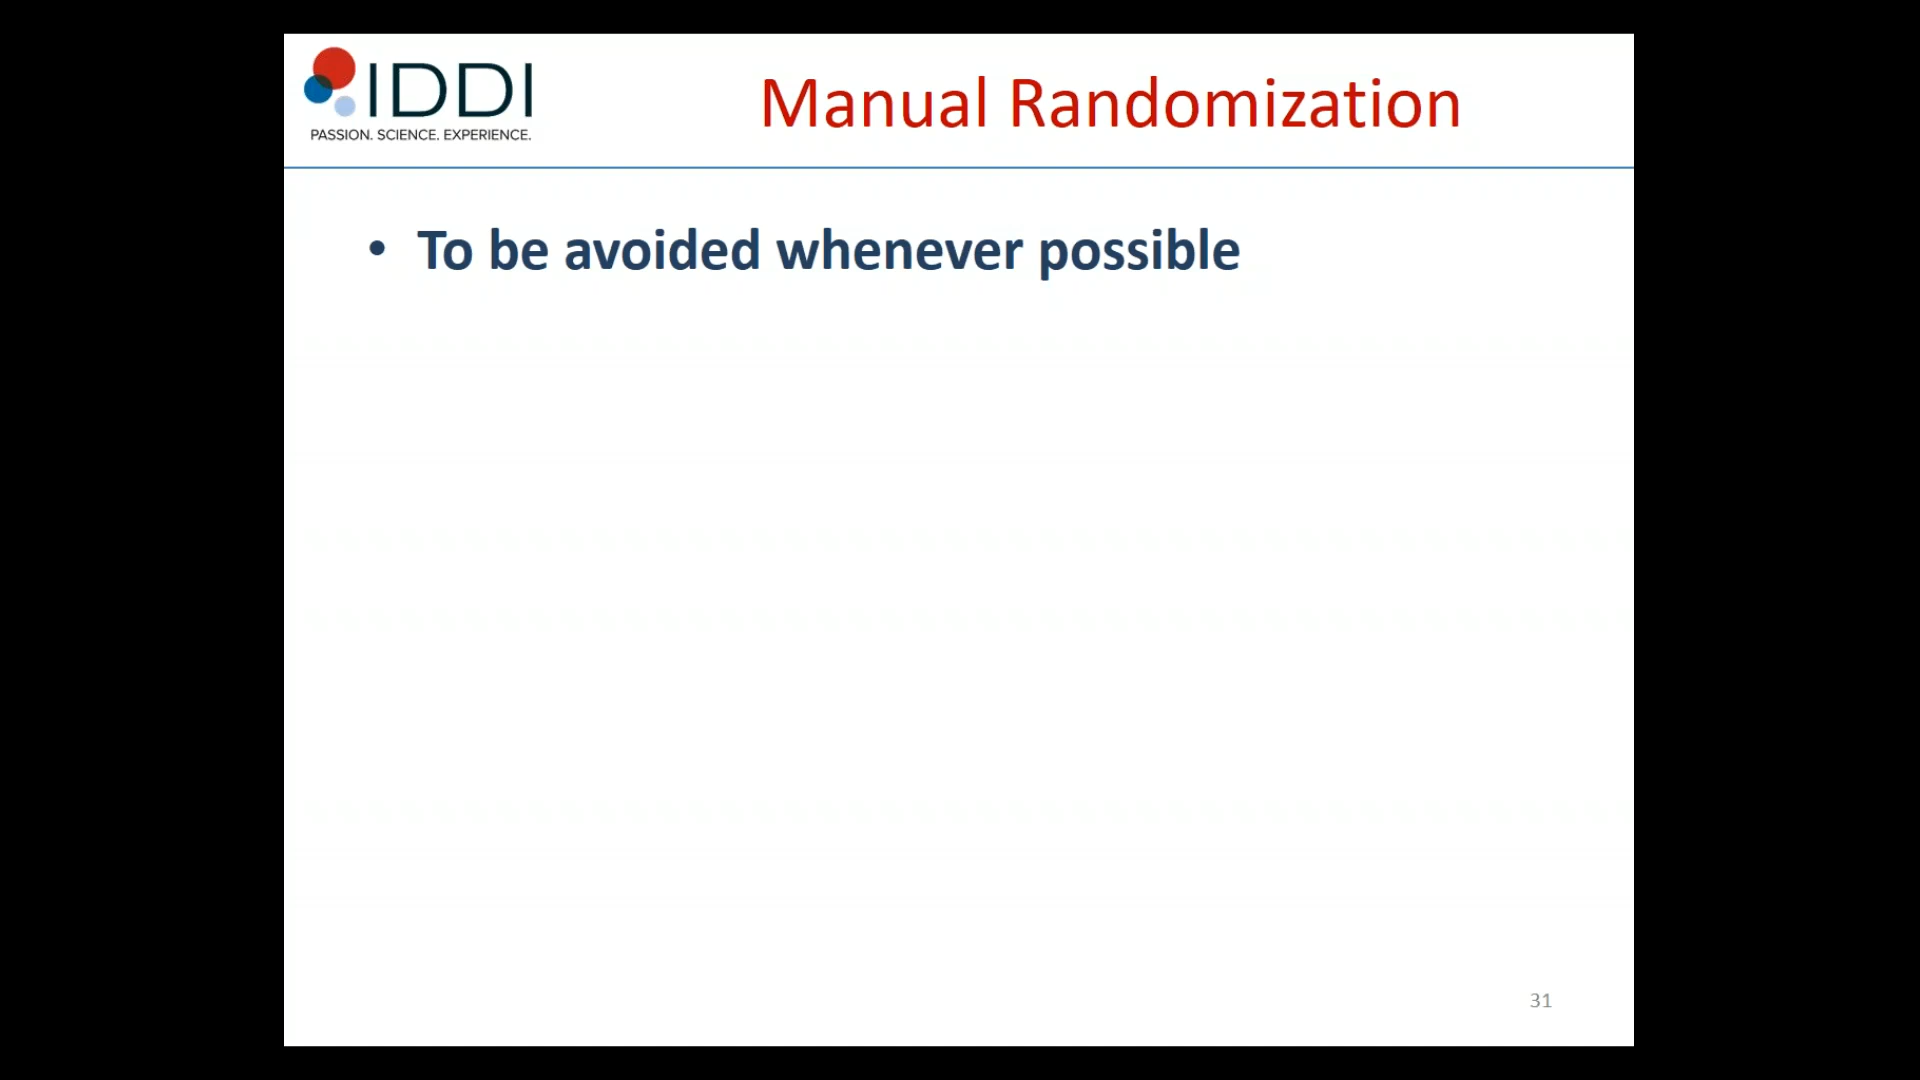 IDDI
PASSION. SCIENCE. EXPERIENCE.
Manual Randomization
• To be avoided whenever possible
31